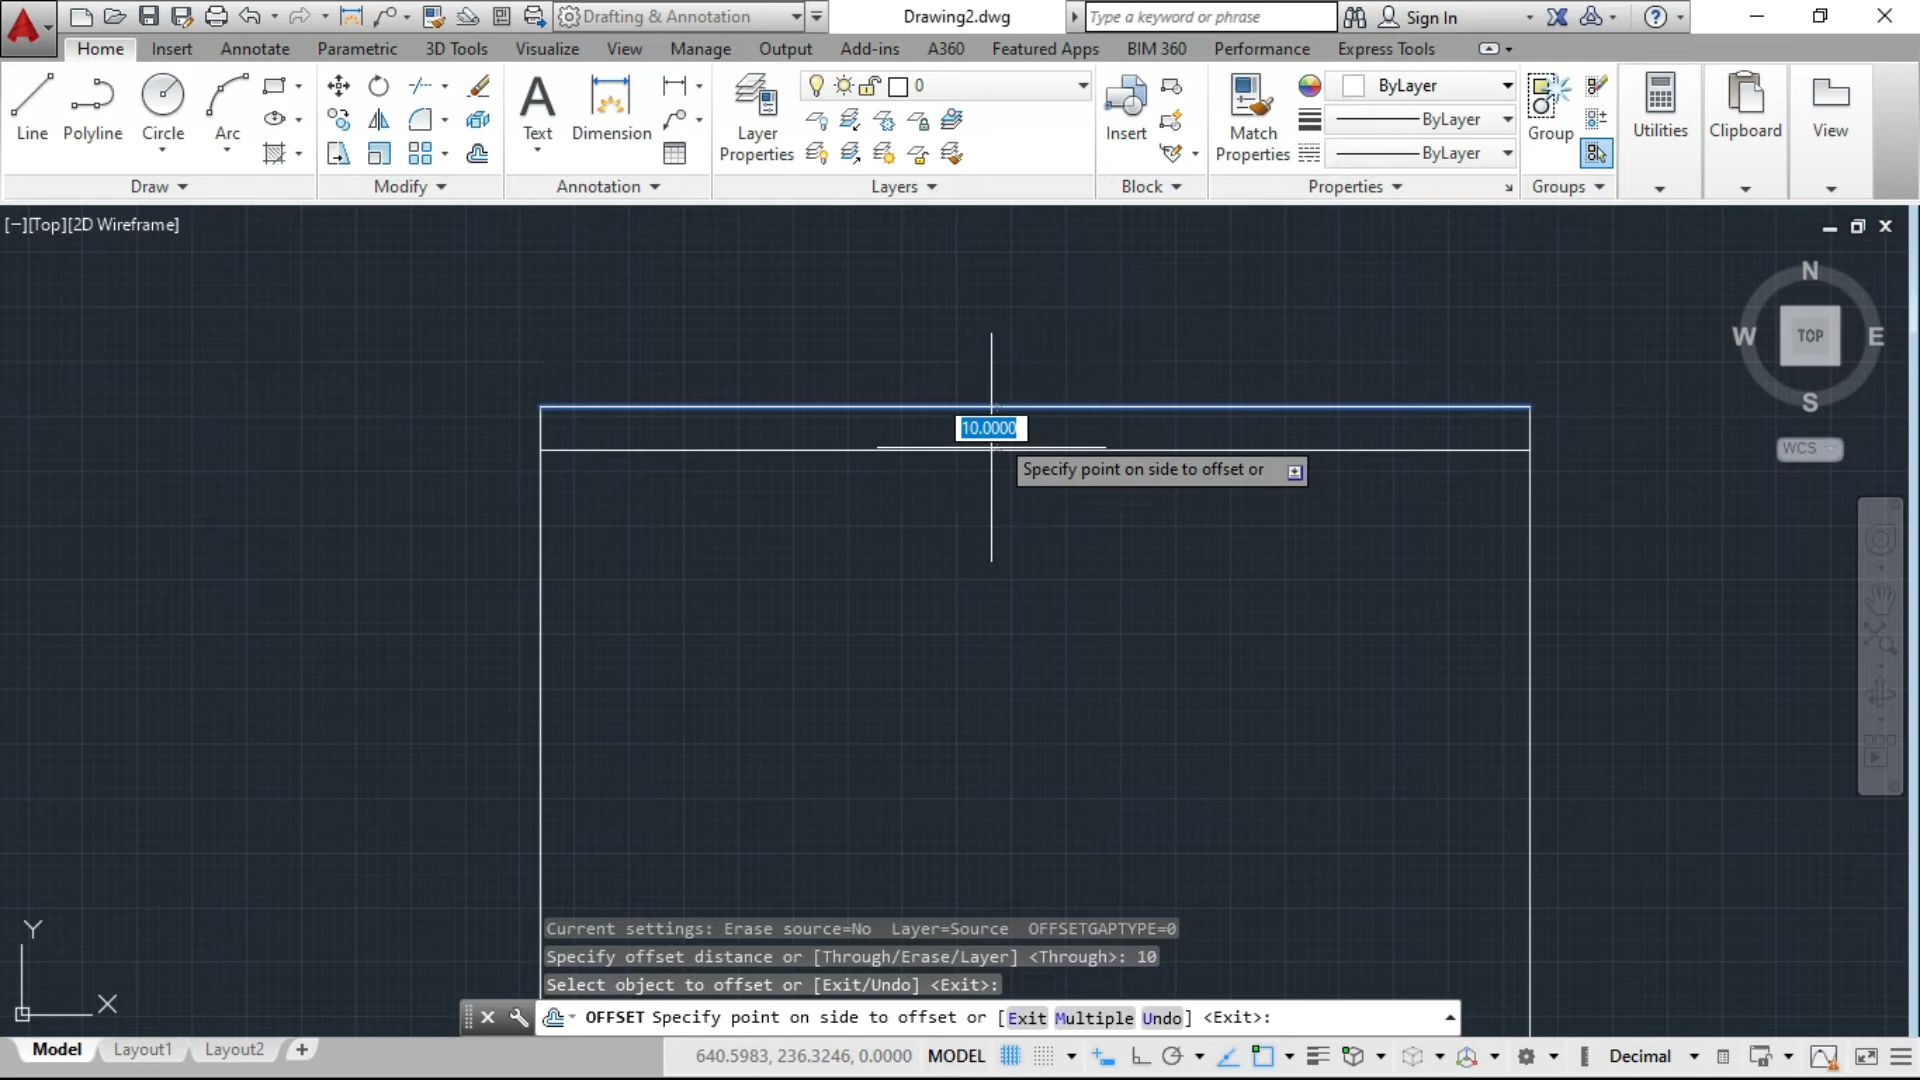 Drafting & Annotation
Drawing2.dwg
Type a keyword or phrase
Sign In
Home Insert Annotate Parametric 3D Tools Visualize View Manage Output Add-ins A360 Featured Apps BIM 360 Performance Express Tools
0
ByLayer
Line Polyline Circle Arc
Text Dimension
Layer Properties
Insert
Match Properties
ByLayer
Group
Utilities Clipboard View
ByLayer
Draw Modify Annotation Layers Block Properties Groups
[−][Top][2D Wireframe]
N
W TOP E
S
WCS
10.0000
Specify point on side to offset or
Y
X
Current settings: Erase source=No Layer=Source OFFSETGAPTYPE=0
Specify offset distance or [Through/Erase/Layer] <Through>: 10
Select object to offset or [Exit/Undo] <Exit>:
OFFSET Specify point on side to offset or [Exit Multiple Undo] <Exit>:
Model Layout1 Layout2 +
640.5983, 236.3246, 0.0000 MODEL
Decimal